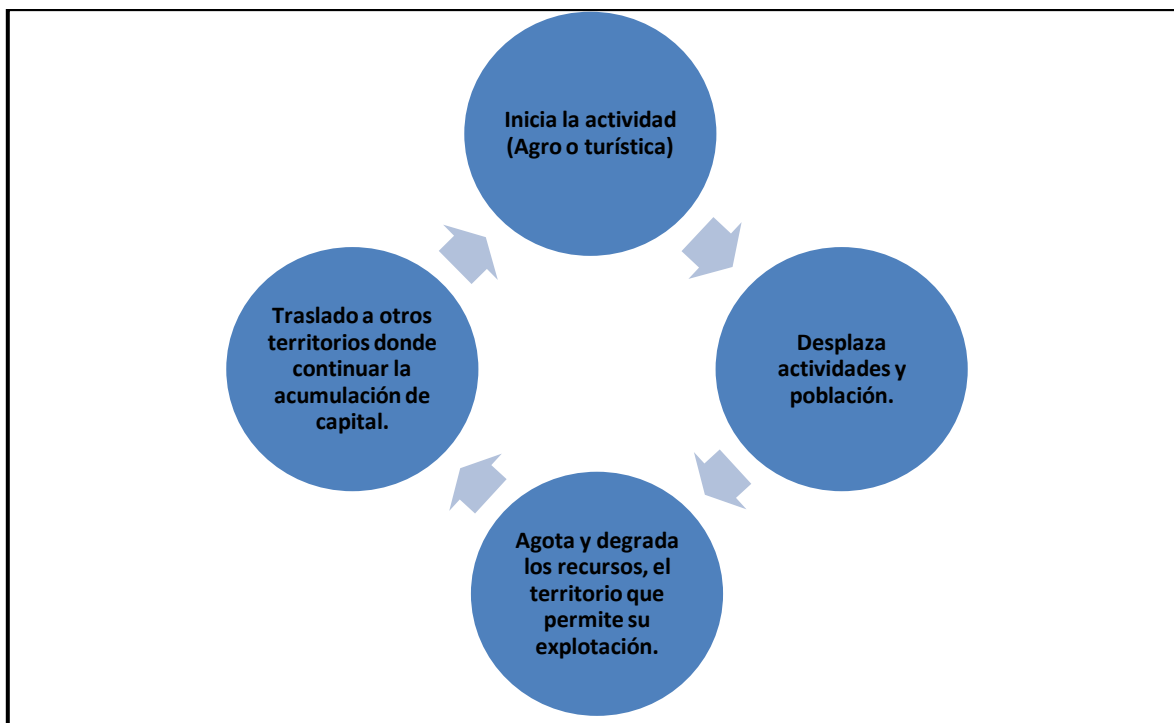 Inicia la actividad
(Agro o turística)
Desplaza
actividades y
población.
Agota y degrada
los recursos, el
territorio que
permite su
explotación.
Traslado a otros
territorios donde
continuar la
acumulación de
capital.